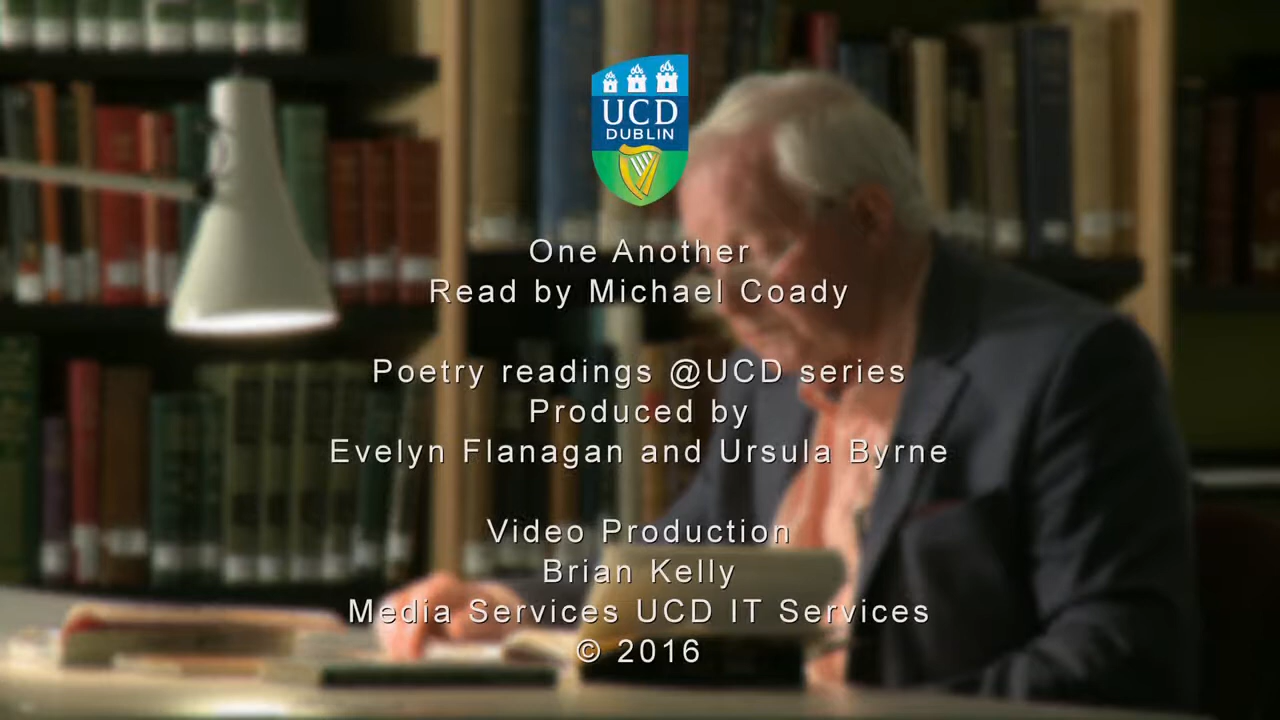 UCD
DUBLIN
One Another
Read by Michael Coady
Poetry readings @UCD series
Produced by
Evelyn Flanagan and Ursula Byrne
Video Production
Brian Kelly
Media Services UCD IT Services
© 2016